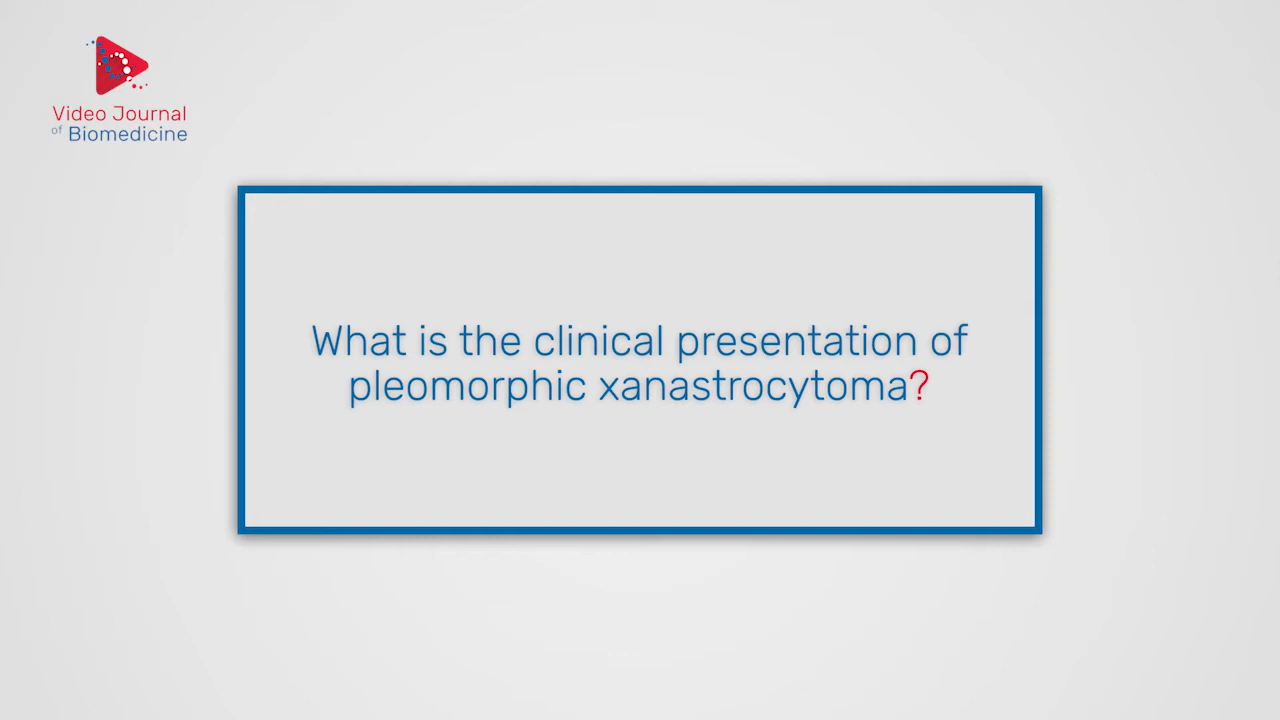 Video Journal
of Biomedicine
What is the clinical presentation of
pleomorphic xanastrocytoma?